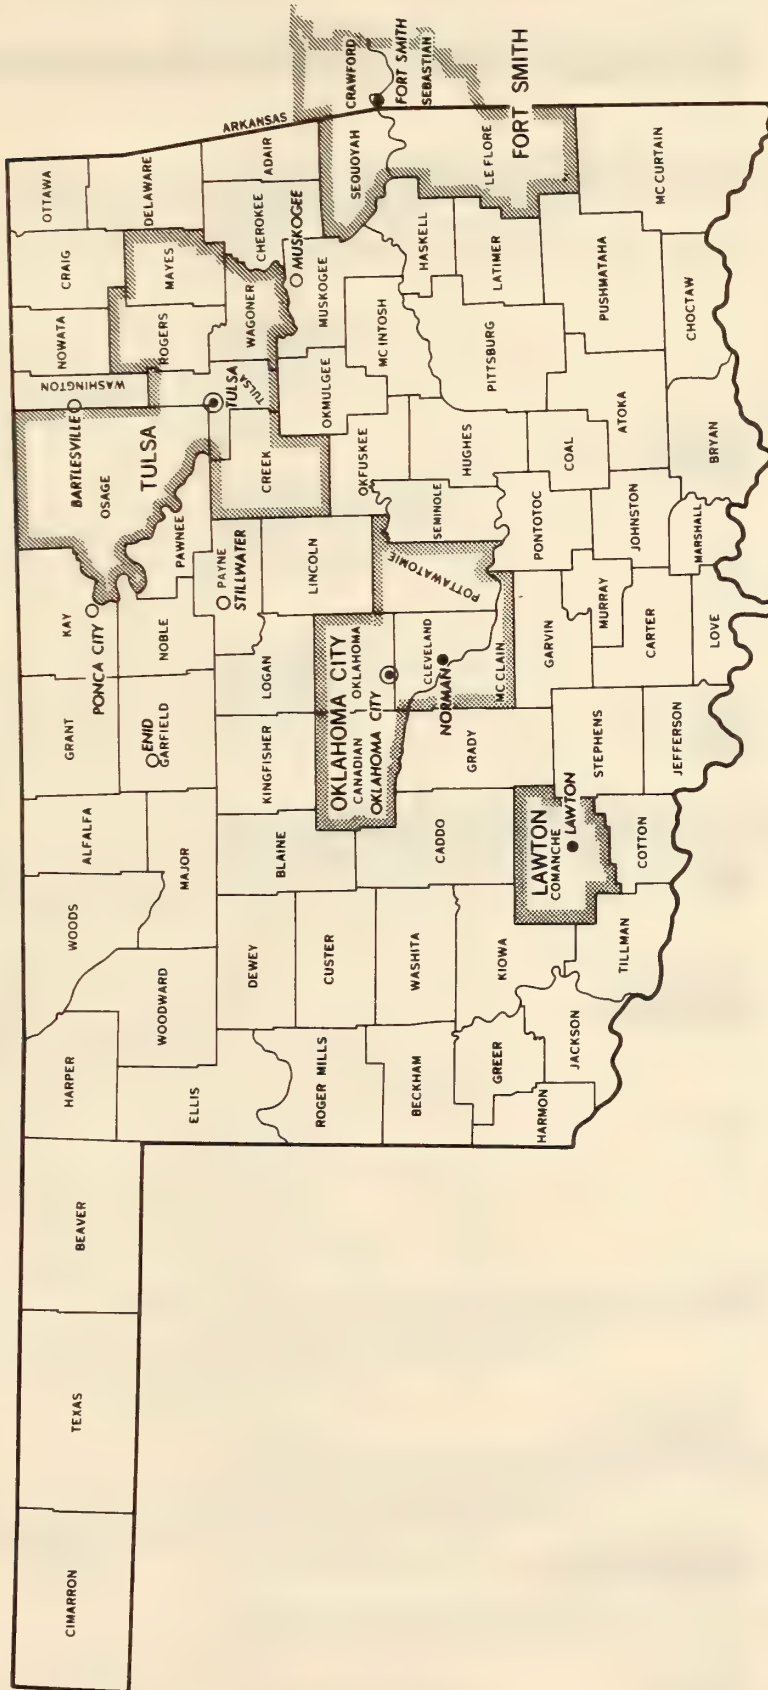 CIMARRON
TEXAS
BEAVER
HARPER
WOODS
ALFALFA
GRANT
KAY
PONCA CITY
OSAGE
BARTLESVILLE
WASHINGTON
NOWATA
CRAIG
OTTAWA
ELLIS
WOODWARD
MAJOR
ENID
GARFIELD
NOBLE
PAWNEE
TULSA
ROGERS
MAYES
DELAWARE
ROGER MILLS
DEWEY
BLAINE
KINGFISHER
LOGAN
PAYNE
STILLWATER
CREEK
TULSA
TULSA
WAGONER
CHEROKEE
ADAIR
ARKANSAS
MUSKOGEE
MUSKOGEE
CUSTER
OKLAHOMA CITY
CANADIAN
OKLAHOMA
OKLAHOMA CITY
LINCOLN
OKFUSKEE
OKMULGEE
MC INTOSH
SEQUOYAH
CRAWFORD
FORT SMITH
SEBASTIAN
BECKHAM
WASHITA
CADDO
GRADY
CLEVELAND
NORMAN
MC CLAIN
POTTAWATOMIE
SEMINOLE
HUGHES
PITTSBURG
HASKELL
LATIMER
LE FLORE
FORT SMITH
GREER
KIOWA
HARMON
JACKSON
LAWTON
COMANCHE
LAWTON
STEPHENS
GARVIN
MURRAY
PONTOTOC
COAL
ATOKA
PUSHMATAHA
MC CURTAIN
TILLMAN
COTTON
JEFFERSON
CARTER
JOHNSTON
LOVE
MARSHALL
BRYAN
CHOCTAW